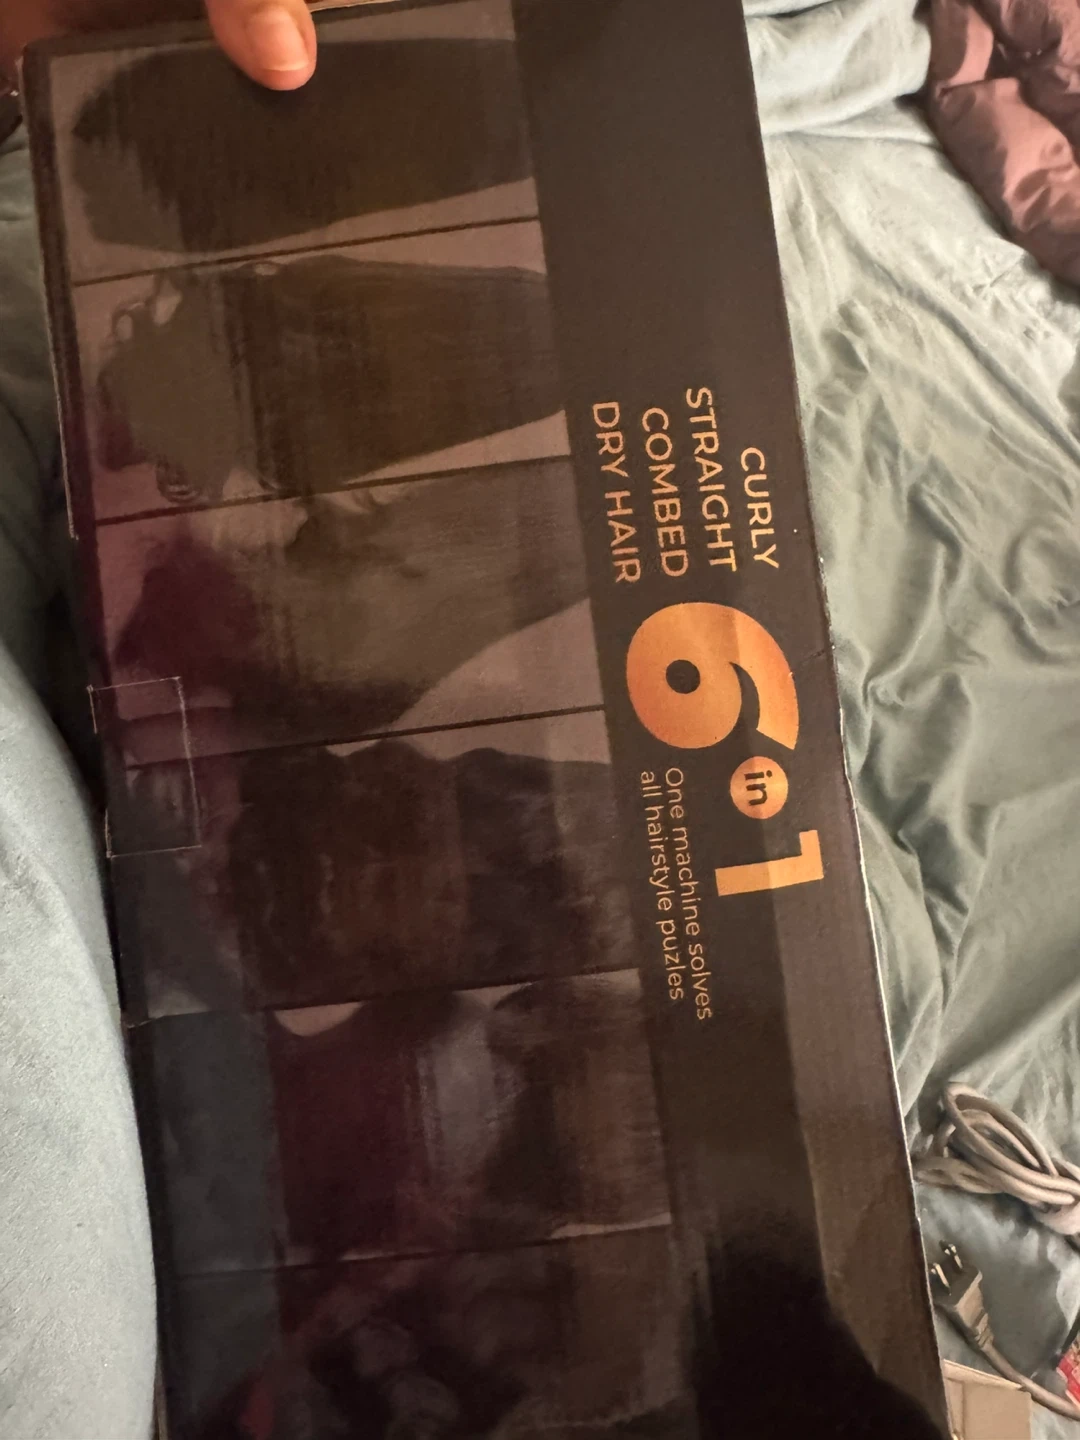 CURLY
STRAIGHT
COMBED
DRY HAIR
6 in 1
One machine solves
all hairstyle puzles